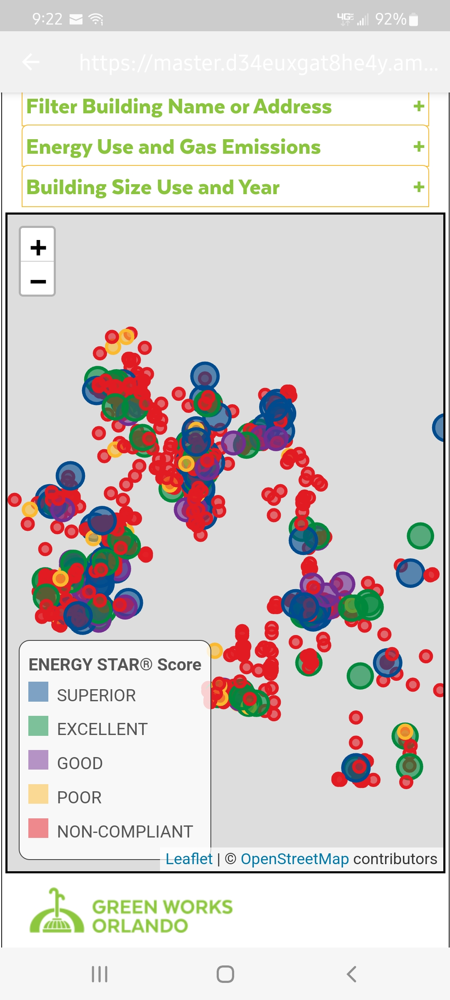 9:22 4G LTE 92%
https://master.d34euxgat8he4y.am...
Filter Building Name or Address +
Energy Use and Gas Emissions +
Building Size Use and Year +
+
−
ENERGY STAR® Score
SUPERIOR
EXCELLENT
GOOD
POOR
NON-COMPLIANT
Leaflet | © OpenStreetMap contributors
GREEN WORKS
ORLANDO